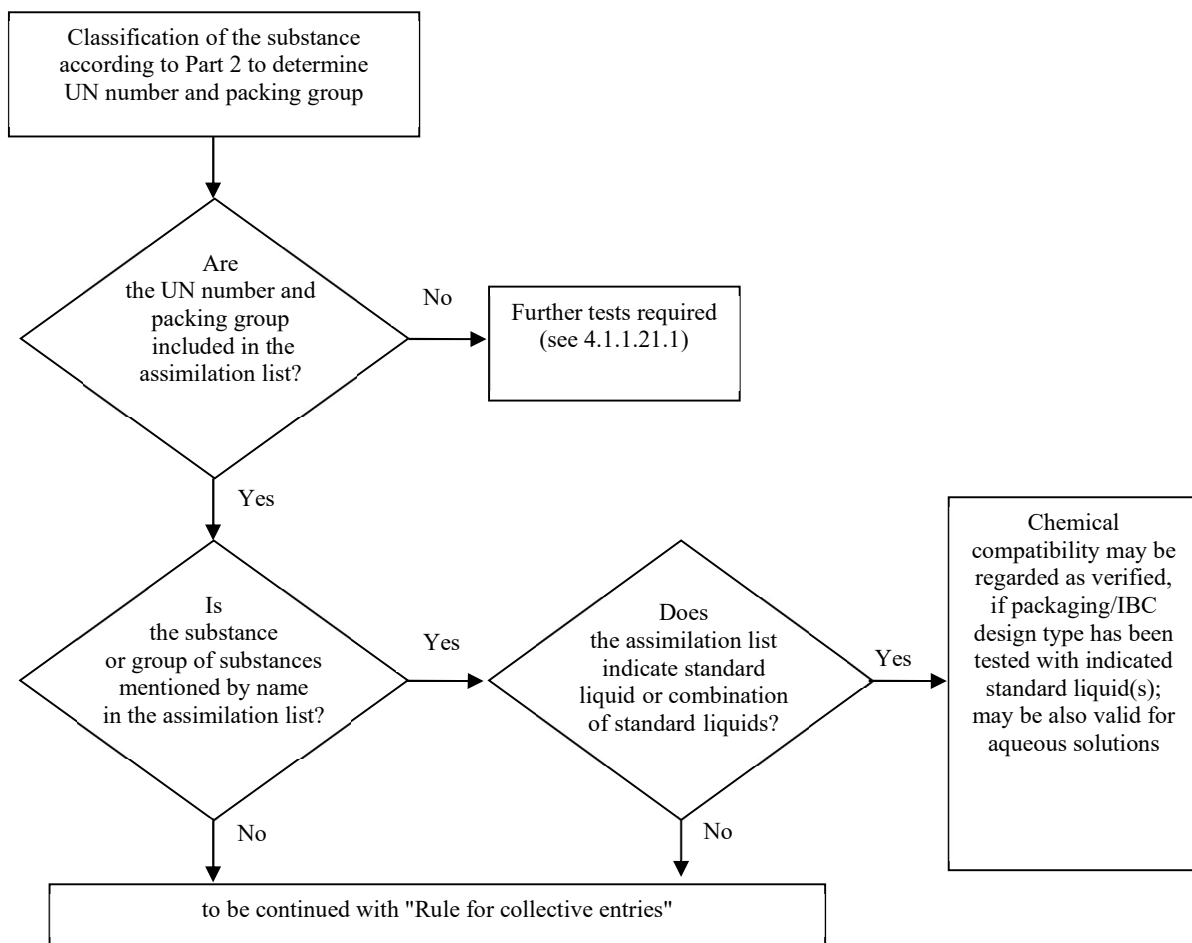 Classification of the substance
according to Part 2 to determine
UN number and packing group
Are
the UN number and
packing group
included in the
assimilation list?
No
Further tests required
(see 4.1.1.21.1)
Yes
Is
the substance
or group of substances
mentioned by name
in the assimilation list?
Yes
Does
the assimilation list
indicate standard
liquid or combination
of standard liquids?
Yes
Chemical
compatibility may be
regarded as verified,
if packaging/IBC
design type has been
tested with indicated
standard liquid(s);
may be also valid for
aqueous solutions
No
No
to be continued with "Rule for collective entries"